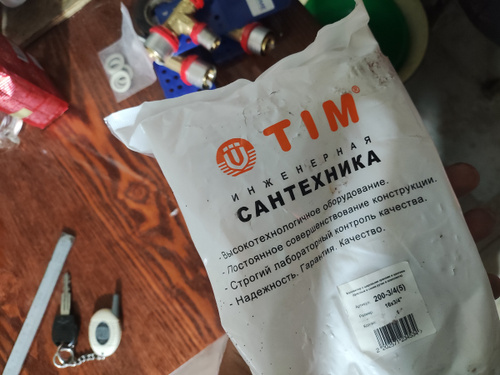 TIM®
ИНЖЕНЕРНАЯ
САНТЕХНИКА
- Высокотехнологичное оборудование.
- Постоянное совершенствование конструкции.
- Строгий лабораторный контроль качества.
- Надежность. Гарантия. Качество.
200-3/4(5)
16x3/4"